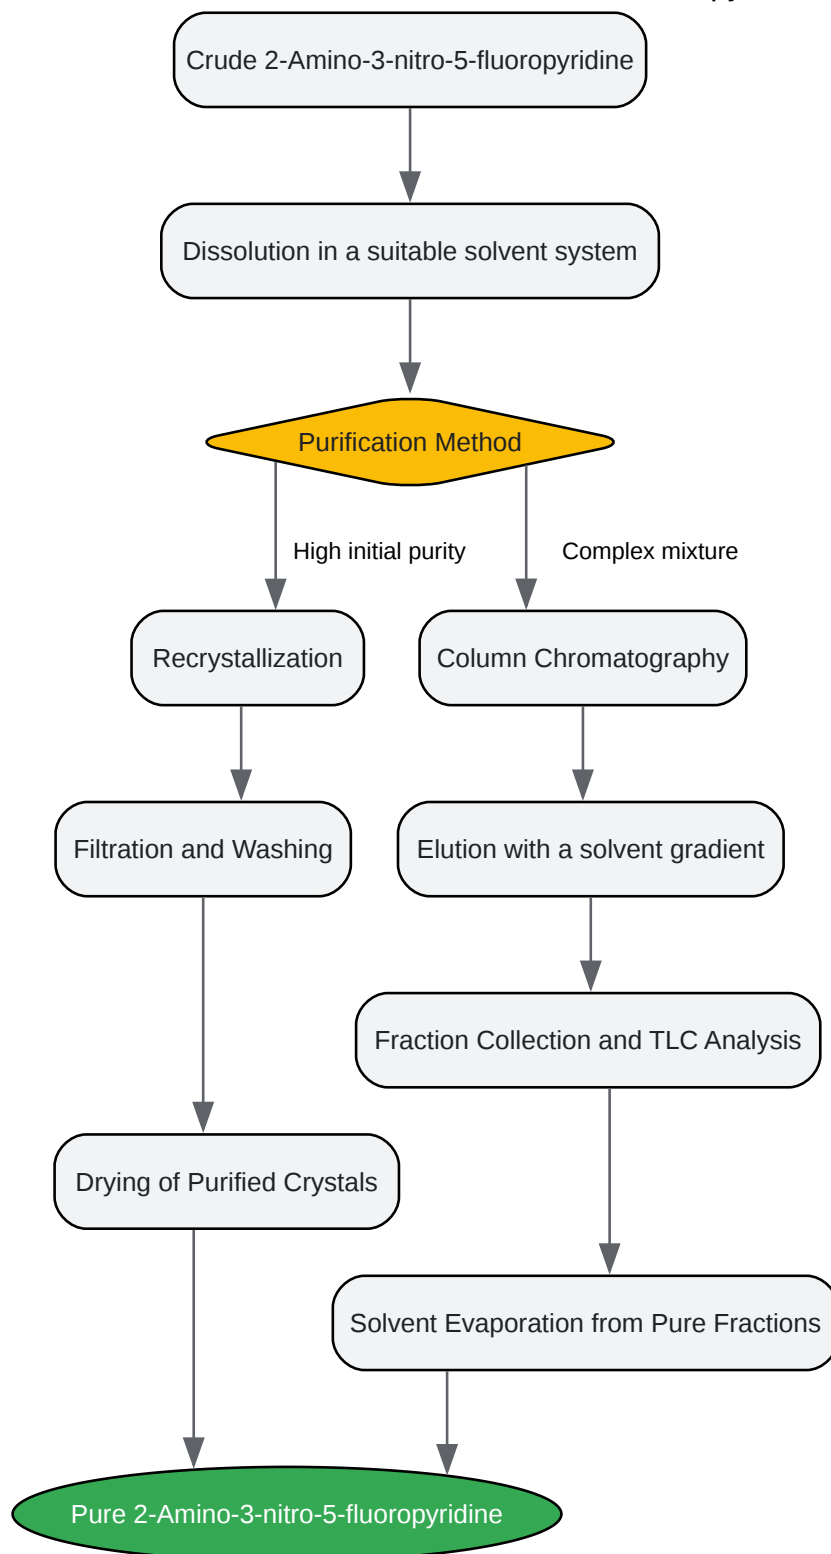 Crude 2-Amino-3-nitro-5-fluoropyridine
Dissolution in a suitable solvent system
Purification Method
High initial purity
Complex mixture
Recrystallization
Column Chromatography
Filtration and Washing
Elution with a solvent gradient
Fraction Collection and TLC Analysis
Drying of Purified Crystals
Solvent Evaporation from Pure Fractions
Pure 2-Amino-3-nitro-5-fluoropyridine